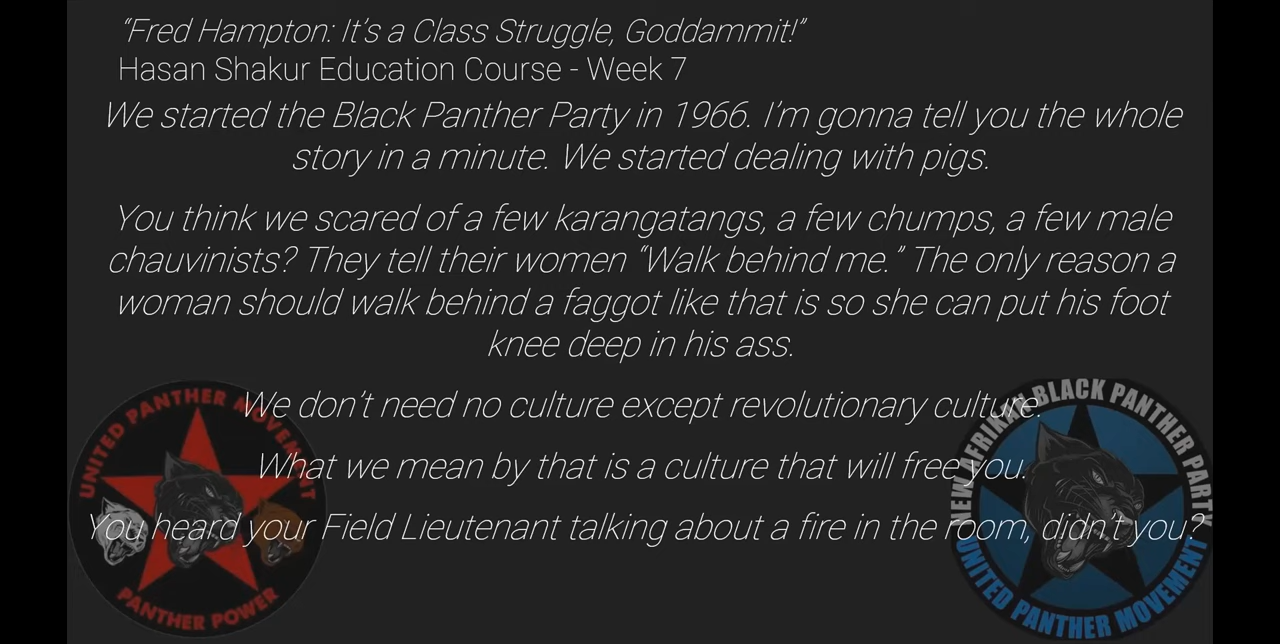 “Fred Hampton: It’s a Class Struggle, Goddammit!”
Hasan Shakur Education Course - Week 7
We started the Black Panther Party in 1966. I’m gonna tell you the whole
story in a minute. We started dealing with pigs.
You think we scared of a few karangatangs, a few chumps, a few male
chauvinists? They tell their women “Walk behind me.” The only reason a
woman should walk behind a faggot like that is so she can put his foot
knee deep in his ass.
We don’t need no culture except revolutionary culture.
What we mean by that is a culture that will free you.
You heard your Field Lieutenant talking about a fire in the room, didn’t you?
UNITED PANTHER MOVEMENT
PANTHER POWER
NEW AFRIKAN BLACK PANTHER PARTY
UNITED PANTHER MOVEMENT